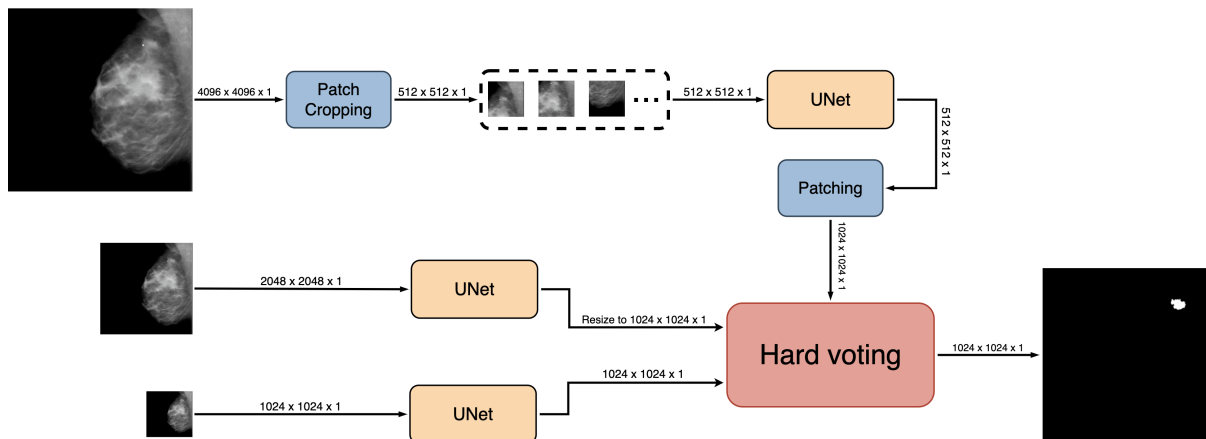 4096 x 4096 x 1
Patch
Cropping
512 x 512 x 1
512 x 512 x 1
UNet
512 x 512 x 1
Patching
1024 x 1024 x 1
2048 x 2048 x 1
UNet
Resize to 1024 x 1024 x 1
Hard voting
1024 x 1024 x 1
1024 x 1024 x 1
UNet
1024 x 1024 x 1